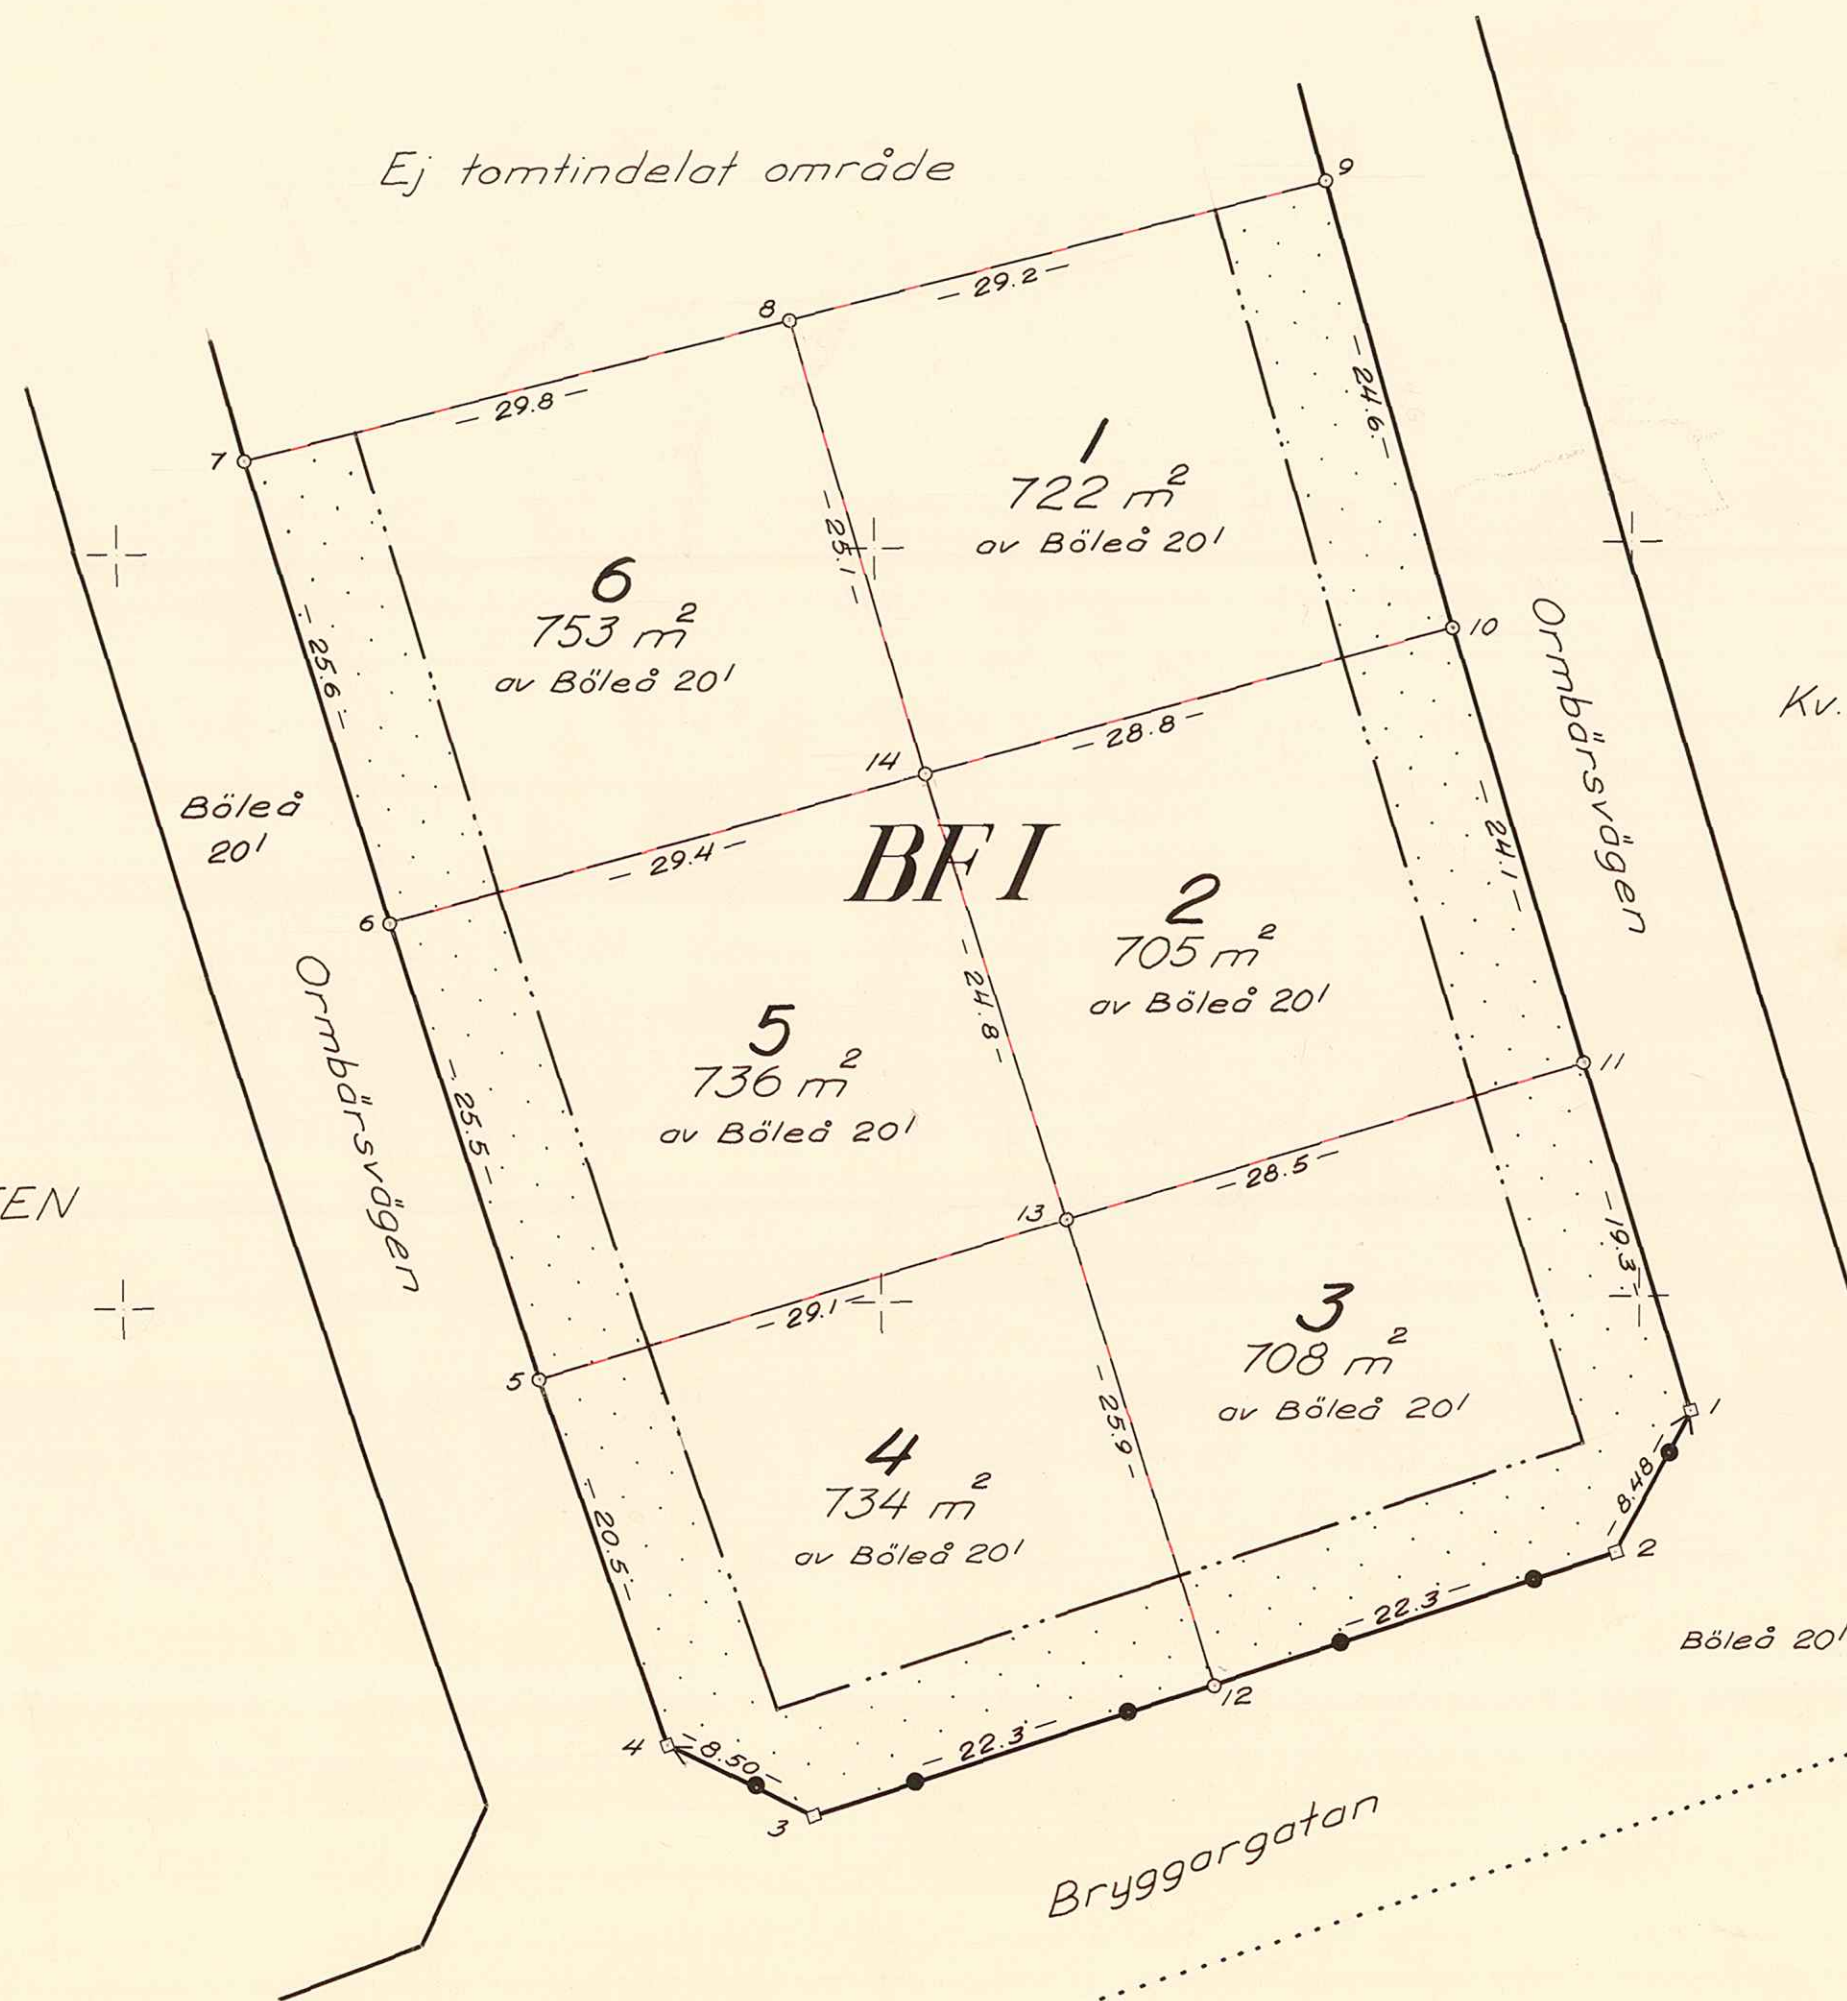 Ej tomtindelat område
9
8
– 29.2 –
– 29.8 –
7
– 24.6 –
1
722 m²
av Böleå 20¹
– 25.1 –
6
753 m²
av Böleå 20¹
– 25.6 –
10
Ormbärsvägen
Kv.
14
– 28.8 –
Böleå
20¹
– 29.4 –
BF I
– 24.1 –
6
2
705 m²
av Böleå 20¹
– 24.8 –
Ormbärsvägen
5
736 m²
av Böleå 20¹
11
– 25.5 –
– 28.5 –
EN
13
– 19.3 –
– 29.1 –
3
708 m²
av Böleå 20¹
5
– 25.9 –
1
4
734 m²
av Böleå 20¹
– 8.48 –
– 20.5 –
2
– 22.3 –
Böleå 20¹
12
4
– 8.50 –
– 22.3 –
3
Bryggargatan